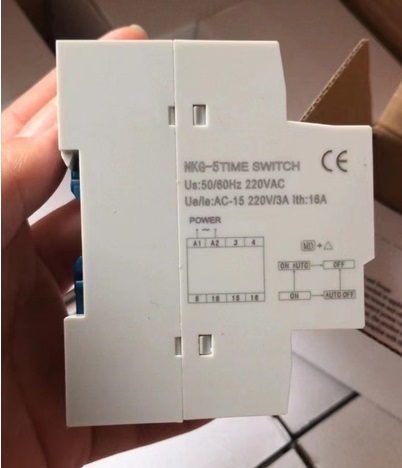 NKG-5TIME SWITCH CE
Us:50/60Hz 220VAC
Ue/Ie:AC-15 220V/3A Ith:16A
POWER
~
A1 A2 3 4
5 18 15 16
MD + △
ON AUTO OFF
ON AUTO OFF